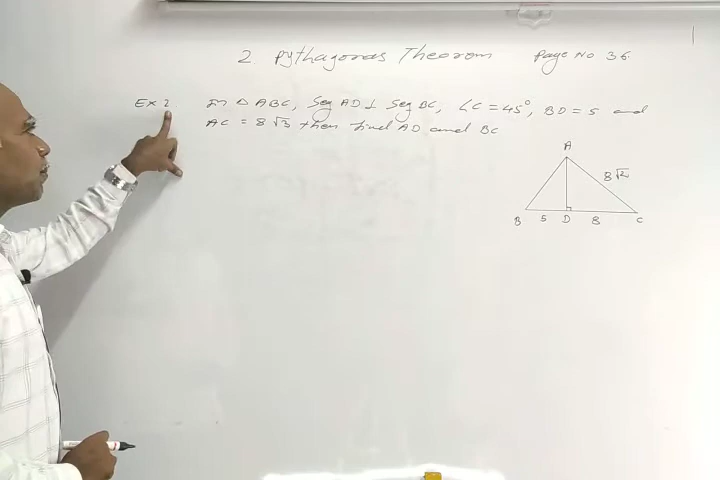 2 Pythagoras Theorom Page No 36
Ex 2 In △ ABC, Seg AD ⊥ Seg BC, ∠C = 45°, BD = 5 and
AC = 8√3 then find AD and BC
A
8√2
B 5 D 8 C